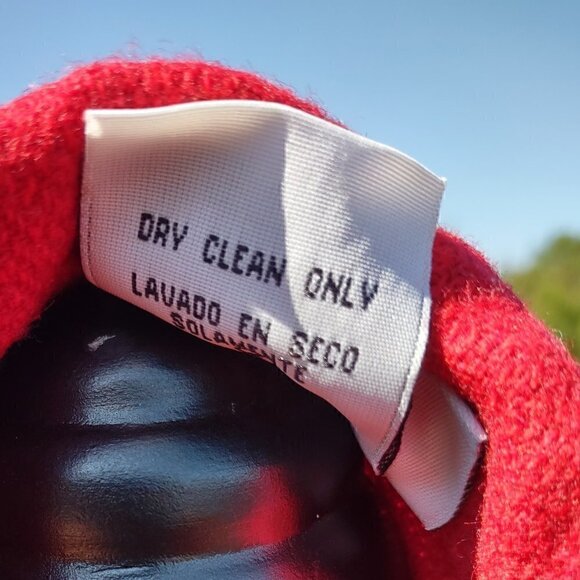 DRY CLEAN ONLY
LAVADO EN SECO
SOLAMENTE